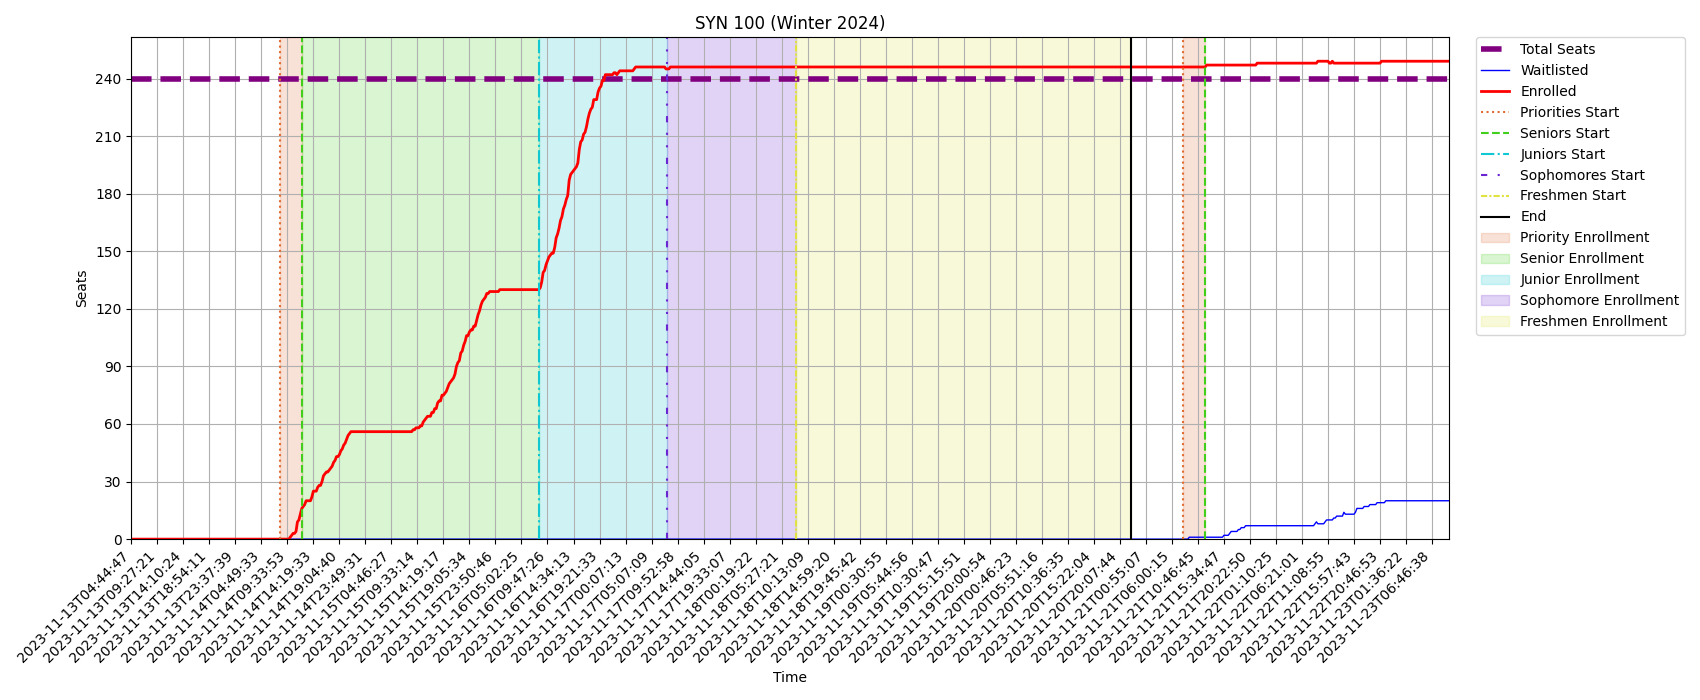 SYN 100 (Winter 2024)
Seats
240
210
180
150
120
90
60
30
0
2023-11-13T04:44:47
2023-11-13T09:27:21
2023-11-13T14:10:24
2023-11-13T18:54:11
2023-11-13T23:37:39
2023-11-14T04:49:33
2023-11-14T09:33:53
2023-11-14T14:19:33
2023-11-14T19:04:40
2023-11-14T23:49:31
2023-11-15T04:46:27
2023-11-15T09:33:14
2023-11-15T14:19:17
2023-11-15T19:05:34
2023-11-15T23:50:46
2023-11-16T05:02:25
2023-11-16T09:47:26
2023-11-16T14:34:13
2023-11-16T19:21:33
2023-11-17T00:07:13
2023-11-17T05:07:09
2023-11-17T09:52:58
2023-11-17T14:44:05
2023-11-17T19:33:07
2023-11-18T00:19:22
2023-11-18T05:27:21
2023-11-18T10:13:09
2023-11-18T14:59:20
2023-11-18T19:45:42
2023-11-19T00:30:55
2023-11-19T05:44:56
2023-11-19T10:30:47
2023-11-19T15:15:51
2023-11-19T20:00:54
2023-11-20T00:46:23
2023-11-20T05:51:16
2023-11-20T10:36:35
2023-11-20T15:22:04
2023-11-20T20:07:44
2023-11-21T00:55:07
2023-11-21T06:00:15
2023-11-21T10:46:45
2023-11-21T15:34:47
2023-11-21T20:22:50
2023-11-22T01:10:25
2023-11-22T06:21:01
2023-11-22T11:08:55
2023-11-22T15:57:43
2023-11-22T20:46:53
2023-11-23T01:36:22
2023-11-23T06:46:38
Time
Total Seats
Waitlisted
Enrolled
Priorities Start
Seniors Start
Juniors Start
Sophomores Start
Freshmen Start
End
Priority Enrollment
Senior Enrollment
Junior Enrollment
Sophomore Enrollment
Freshmen Enrollment